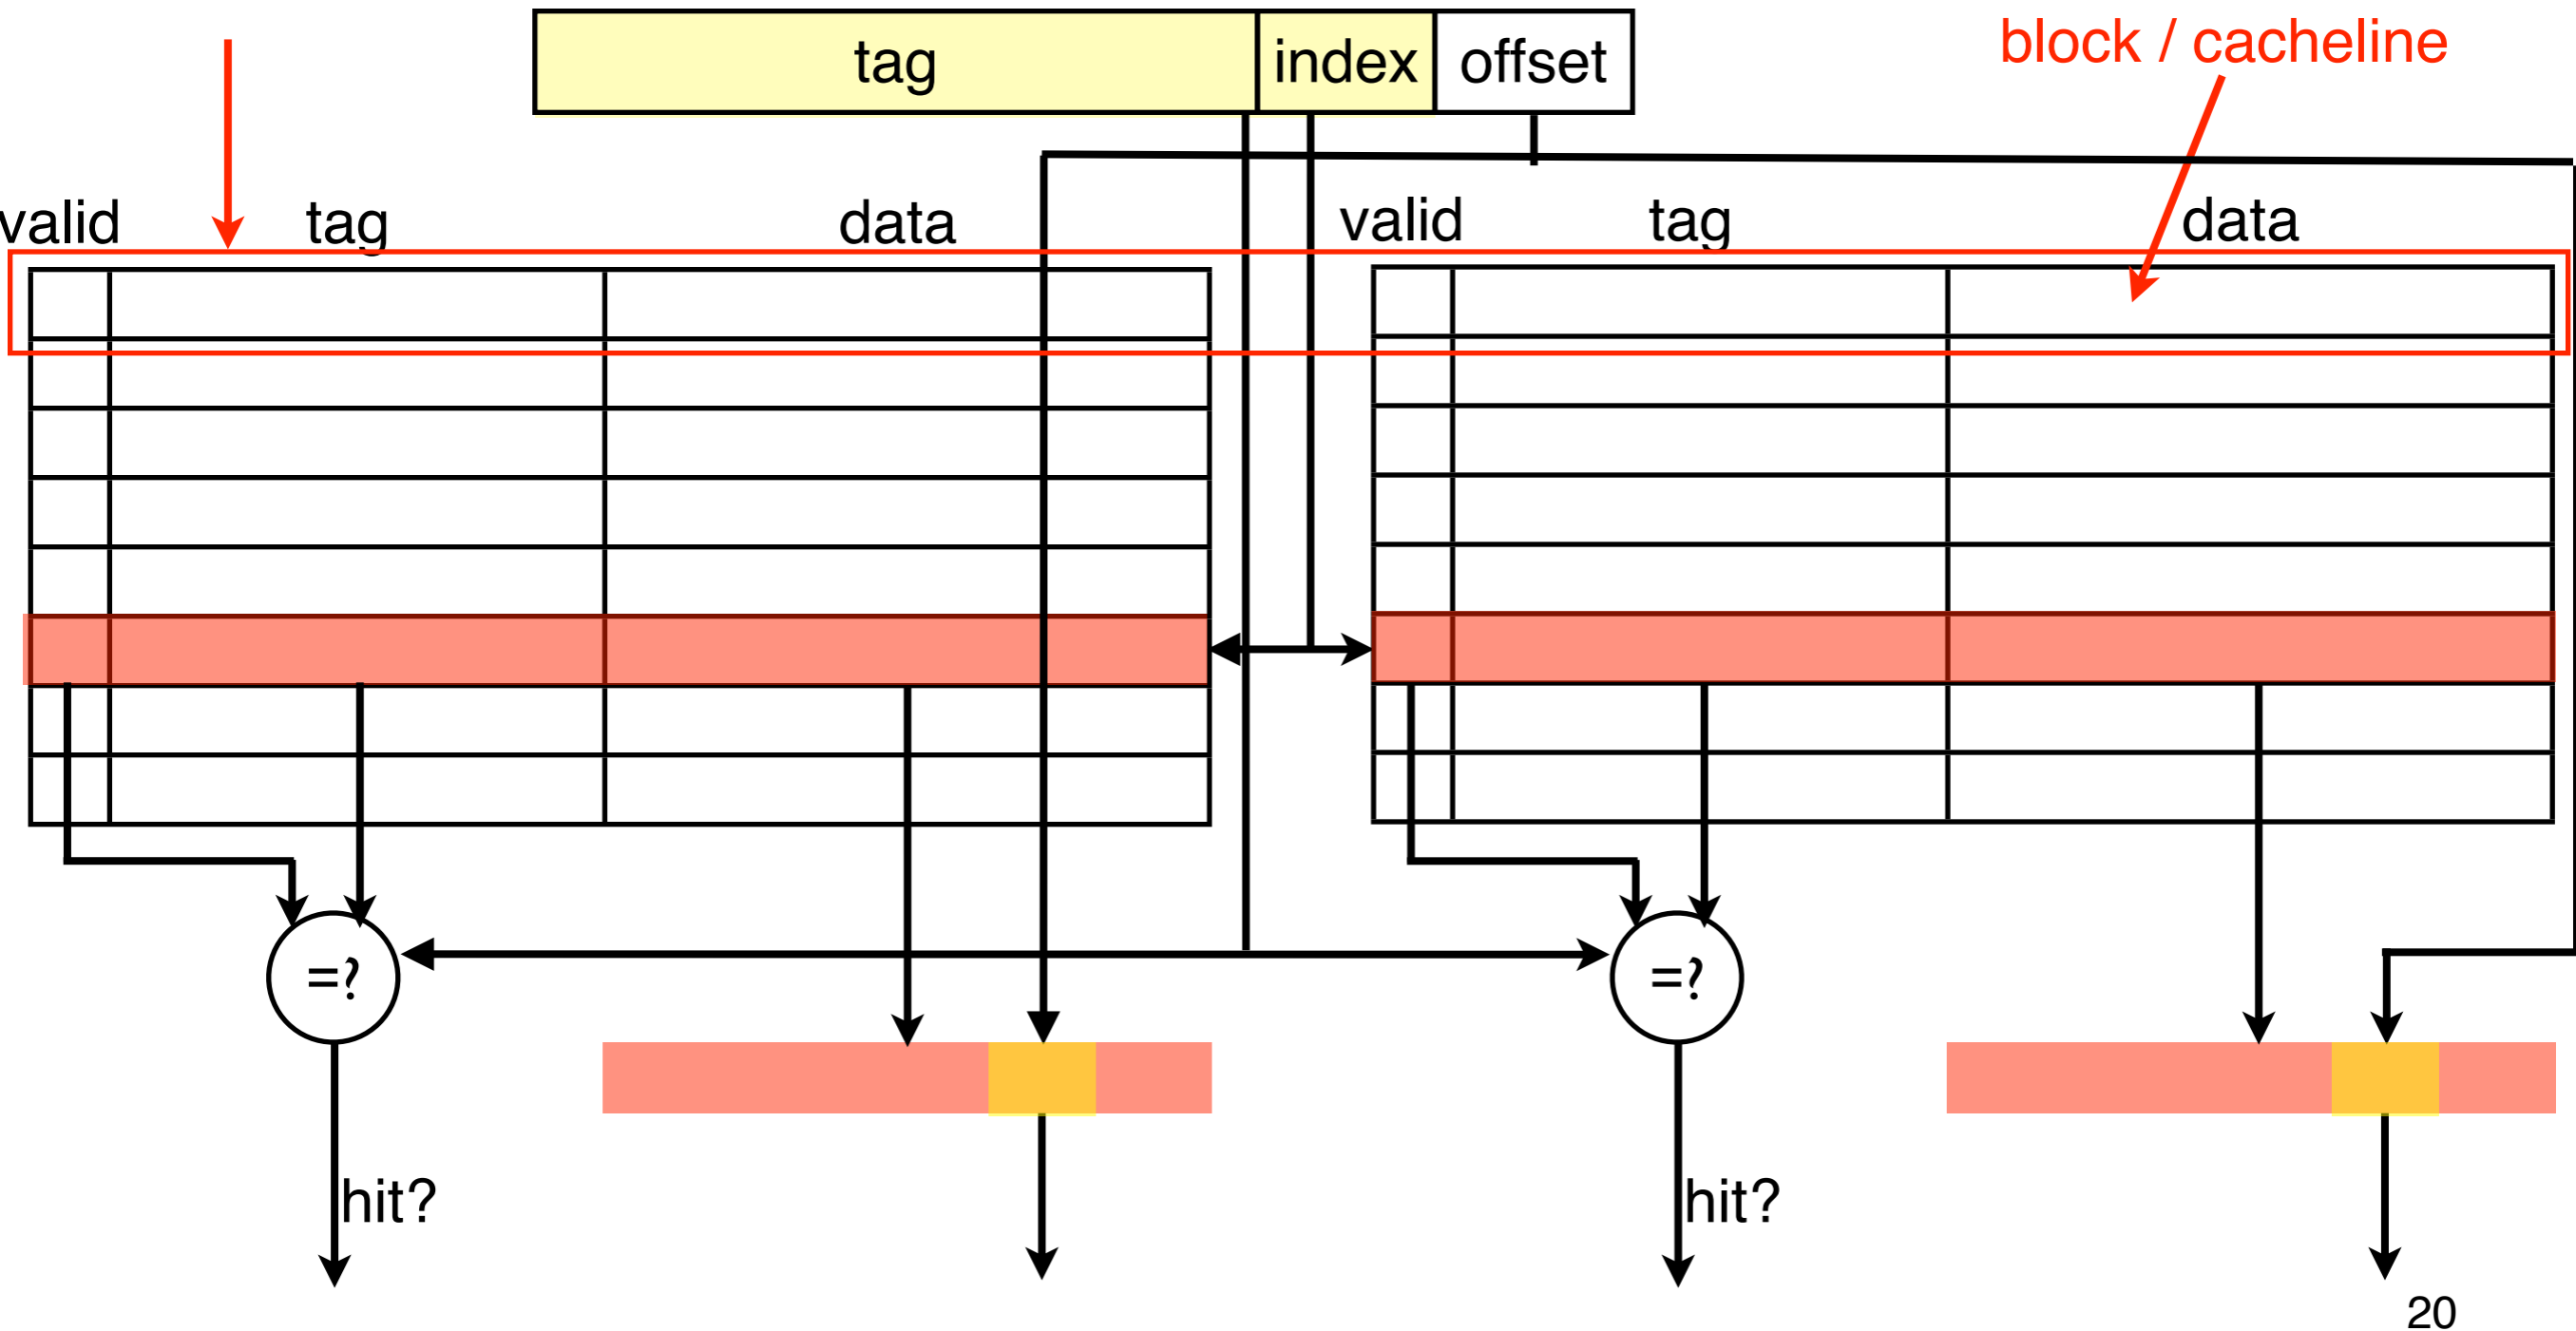 tag index offset
block / cacheline
valid tag data valid tag data
=? =?
hit? hit?
20